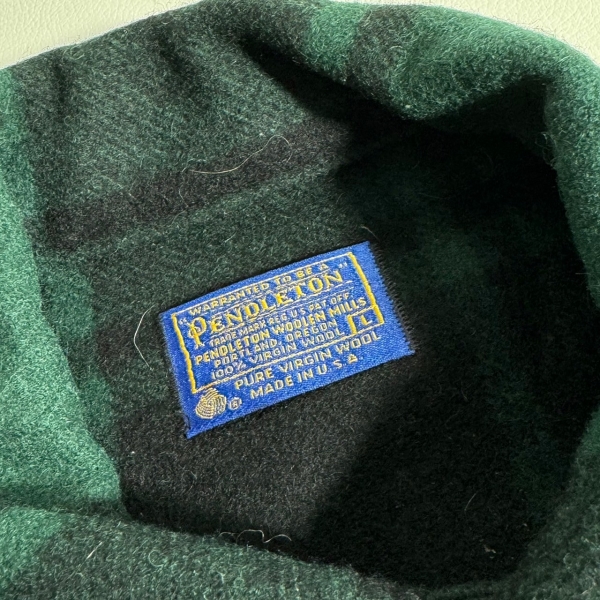 WARRANTED TO BE A
"PENDLETON"
TRADE MARK REG. U.S. PAT. OFF.
PENDLETON WOOLEN MILLS
PORTLAND, OREGON
100% VIRGIN WOOL L
PURE VIRGIN WOOL
® MADE IN U.S.A